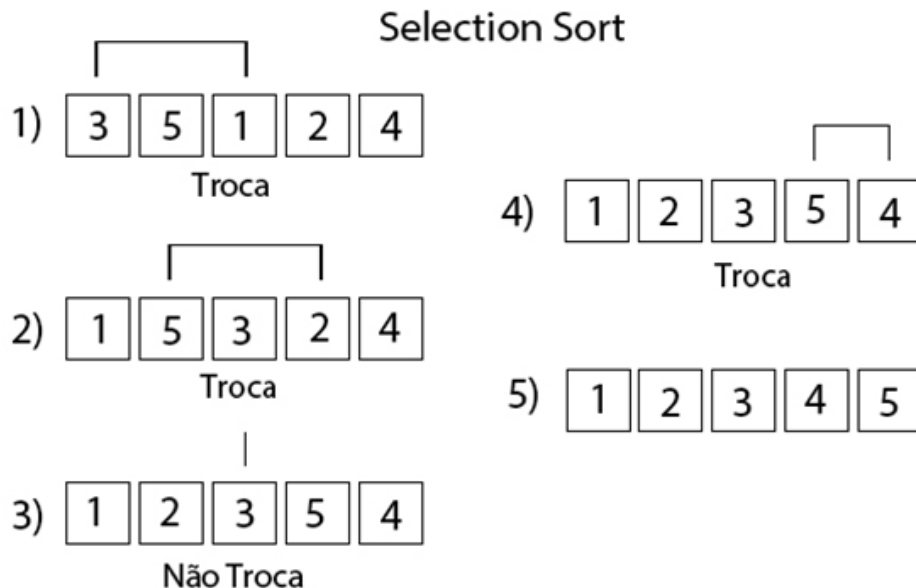 Selection Sort
1) 3 5 1 2 4
Troca
2) 1 5 3 2 4
Troca
3) 1 2 3 5 4
Não Troca
4) 1 2 3 5 4
Troca
5) 1 2 3 4 5